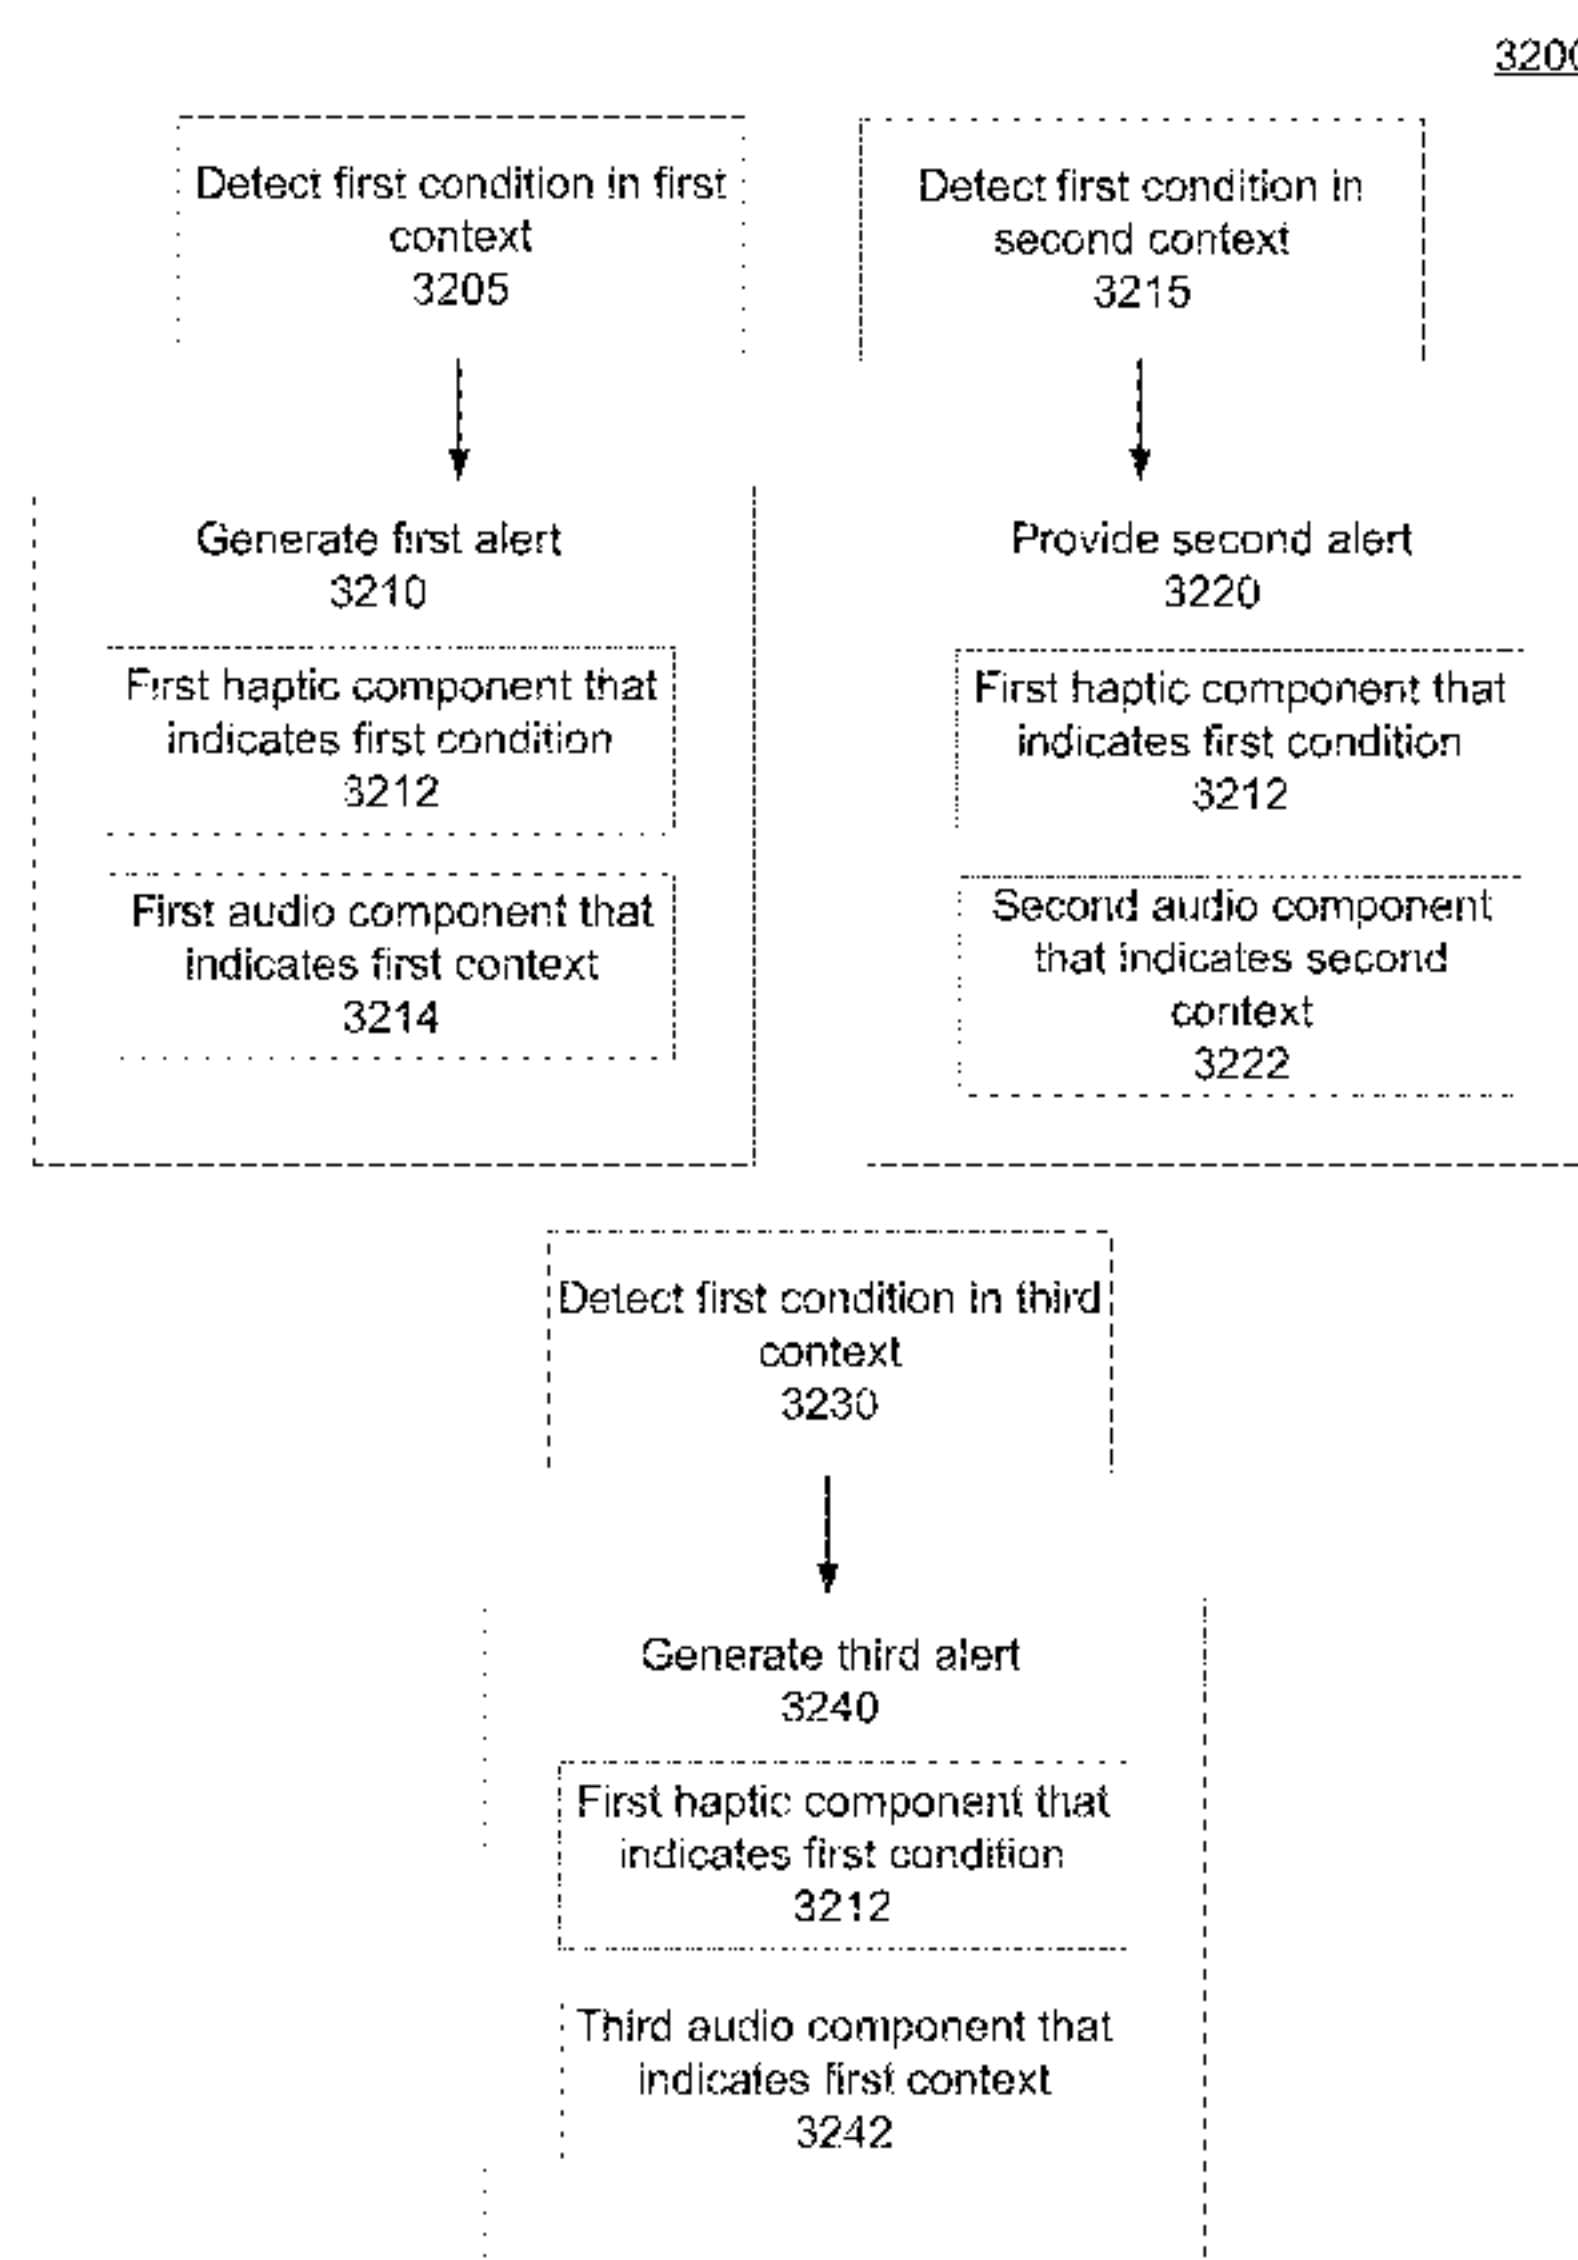 3200
Detect first condition in first
context
3205
Detect first condition in
second context
3215
Generate first alert
3210
First haptic component that
indicates first condition
3212
First audio component that
indicates first context
3214
Provide second alert
3220
First haptic component that
indicates first condition
3212
Second audio component
that indicates second
context
3222
Detect first condition in third
context
3230
Generate third alert
3240
First haptic component that
indicates first condition
3212
Third audio component that
indicates first context
3242